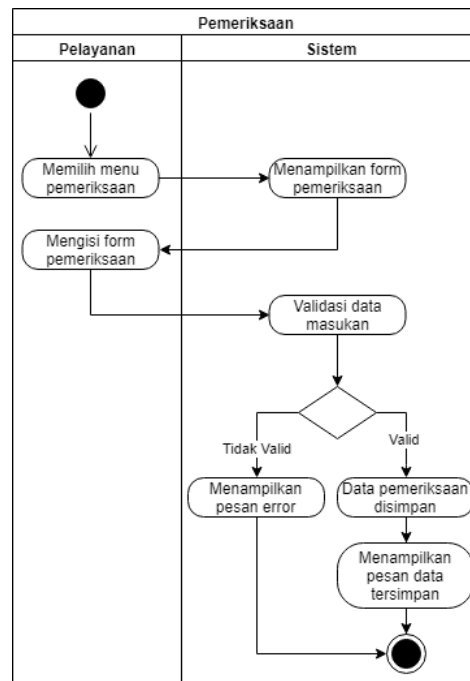 Pemeriksaan
Pelayanan
Sistem
Memilih menu
pemeriksaan
Menampilkan form
pemeriksaan
Mengisi form
pemeriksaan
Validasi data
masukan
Tidak Valid
Valid
Menampilkan
pesan error
Data pemeriksaan
disimpan
Menampilkan
pesan data
tersimpan